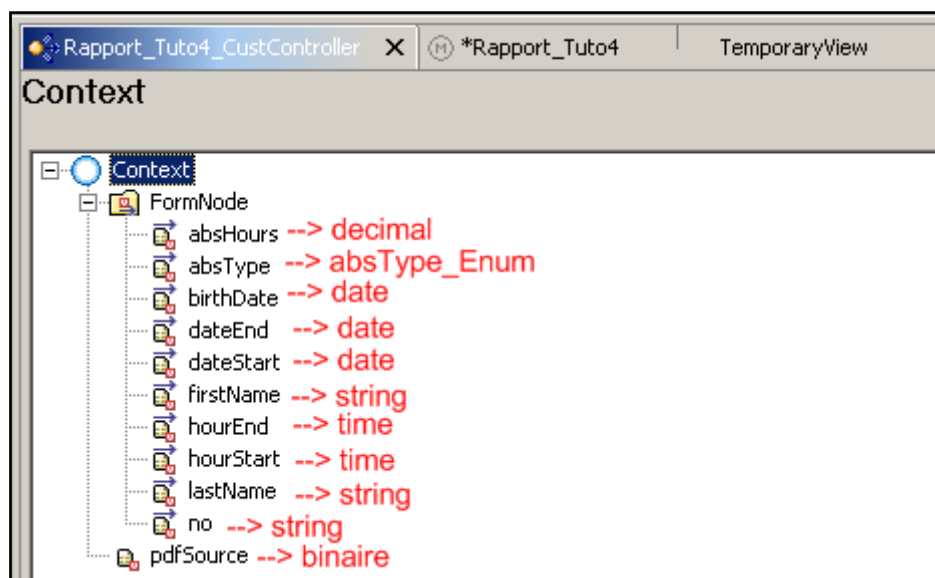 Rapport_Tuto4_CustController *Rapport_Tuto4 TemporaryView
Context
Context
FormNode
absHours --> decimal
absType --> absType_Enum
birthDate --> date
dateEnd --> date
dateStart --> date
firstName --> string
hourEnd --> time
hourStart --> time
lastName --> string
no --> string
pdfSource --> binaire